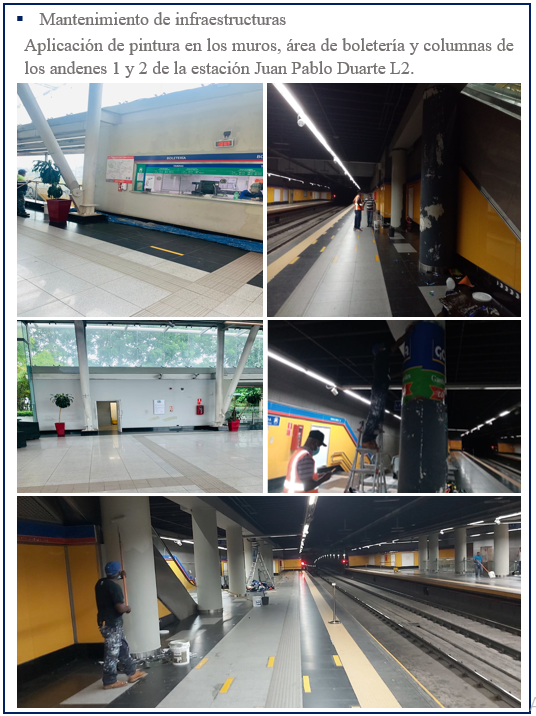 Mantenimiento de infraestructuras
Aplicación de pintura en los muros, área de boletería y columnas de
los andenes 1 y 2 de la estación Juan Pablo Duarte L2.
BOLETERÍA